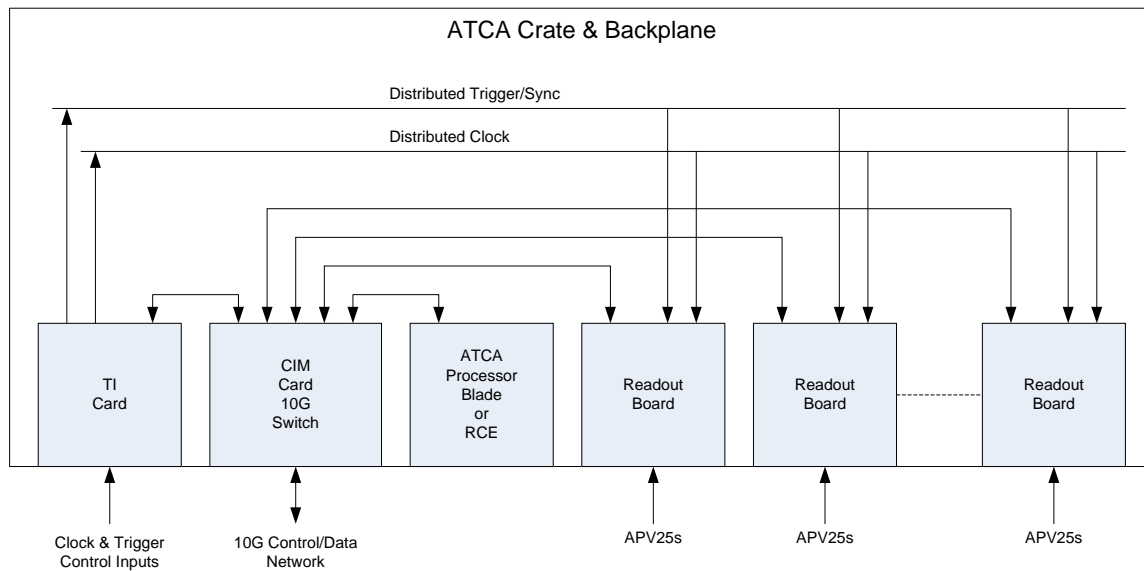 ATCA Crate & Backplane
Distributed Trigger/Sync
Distributed Clock
TI
Card
CIM
Card
10G
Switch
ATCA
Processor
Blade
or
RCE
Readout
Board
Readout
Board
Readout
Board
Clock & Trigger
Control Inputs
10G Control/Data
Network
APV25s
APV25s
APV25s